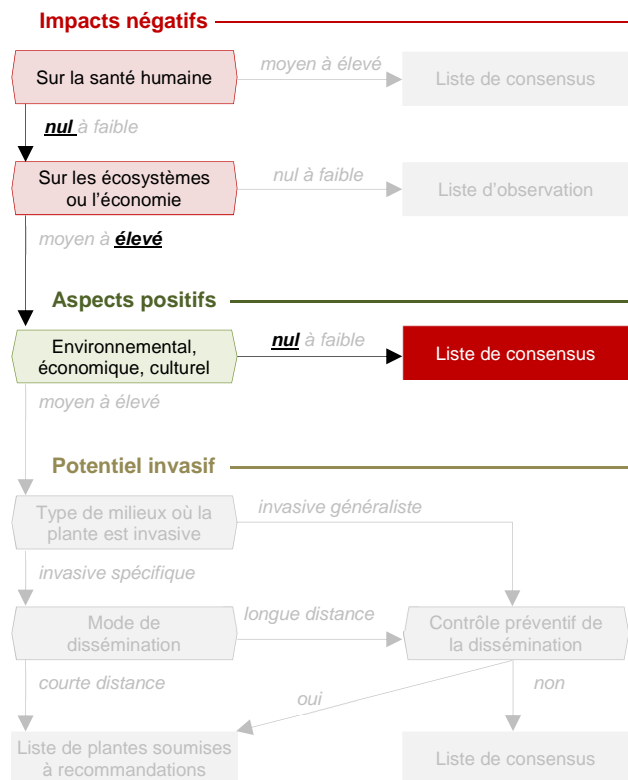 Impacts négatifs
Sur la santé humaine
moyen à élevé
Liste de consensus
nul à faible
Sur les écosystèmes
ou l'économie
nul à faible
Liste d'observation
moyen à élevé
Aspects positifs
Environnemental,
économique, culturel
nul à faible
Liste de consensus
moyen à élevé
Potentiel invasif
Type de milieux où la
plante est invasive
invasive généraliste
invasive spécifique
Mode de
dissémination
longue distance
Contrôle préventif de
la dissémination
courte distance
oui
non
Liste de plantes soumises
à recommandations
Liste de consensus